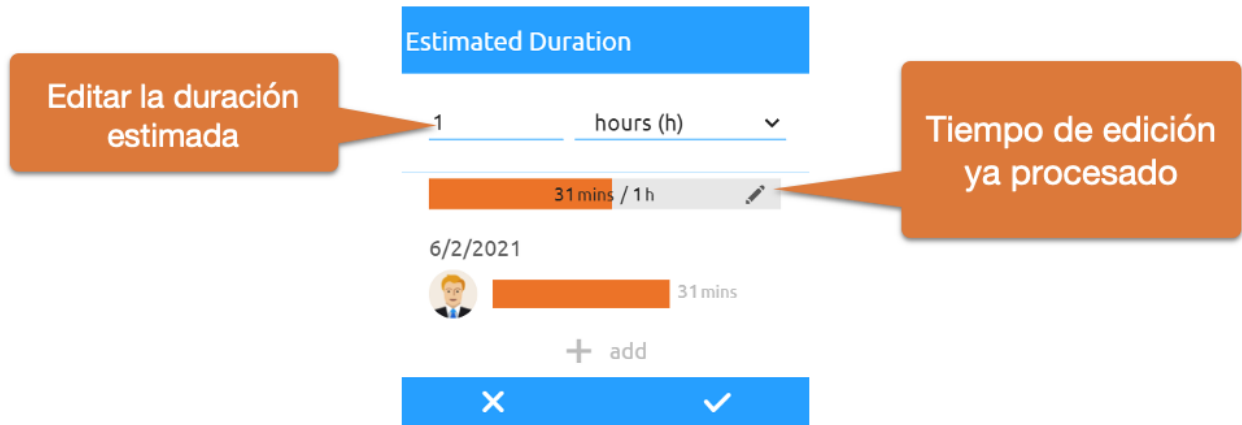 Estimated Duration
Editar la duración
estimada
1
hours (h)
Tiempo de edición
ya procesado
31 mins / 1 h
6/2/2021
31 mins
add